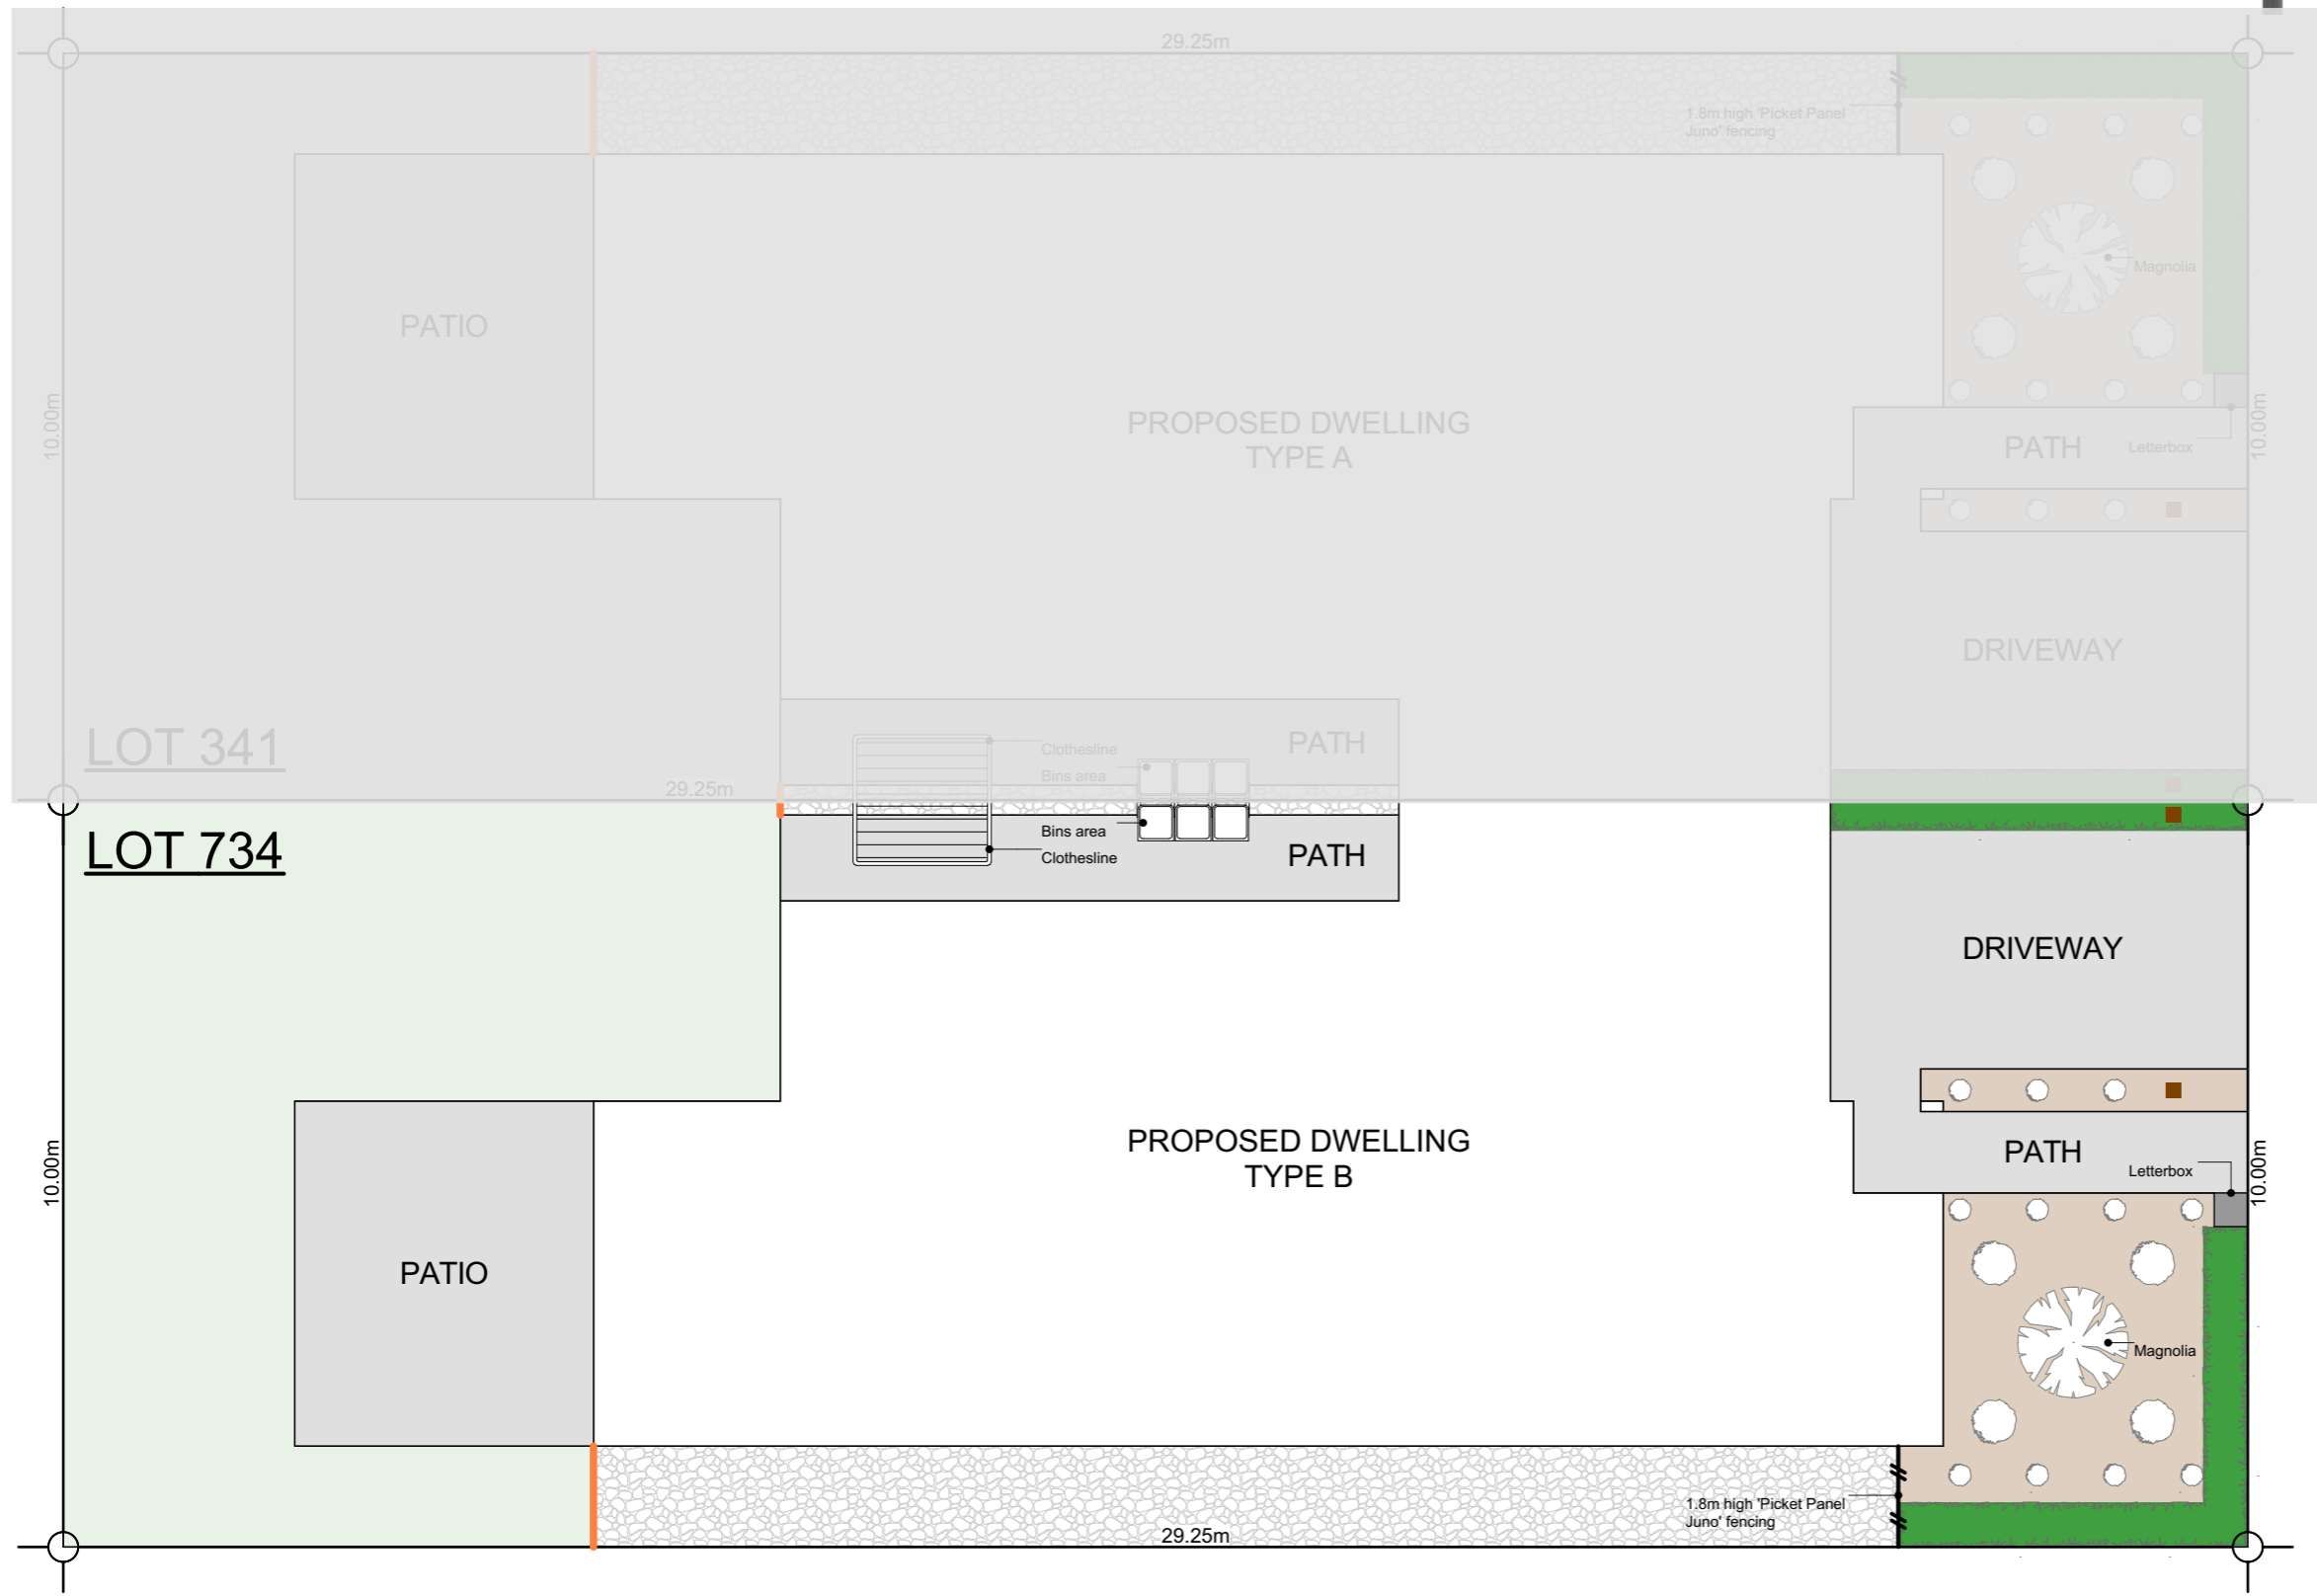 29.25m
1.8m high 'Picket Panel
Juno' fencing
Magnolia
PATIO
10.00m
PROPOSED DWELLING
TYPE A
10.00m
PATH
Letterbox
DRIVEWAY
LOT 341
Clothesline
Bins area
PATH
29.25m
LOT 734
Bins area
Clothesline
PATH
DRIVEWAY
10.00m
PROPOSED DWELLING
TYPE B
PATH
Letterbox
10.00m
PATIO
Magnolia
1.8m high 'Picket Panel
Juno' fencing
29.25m